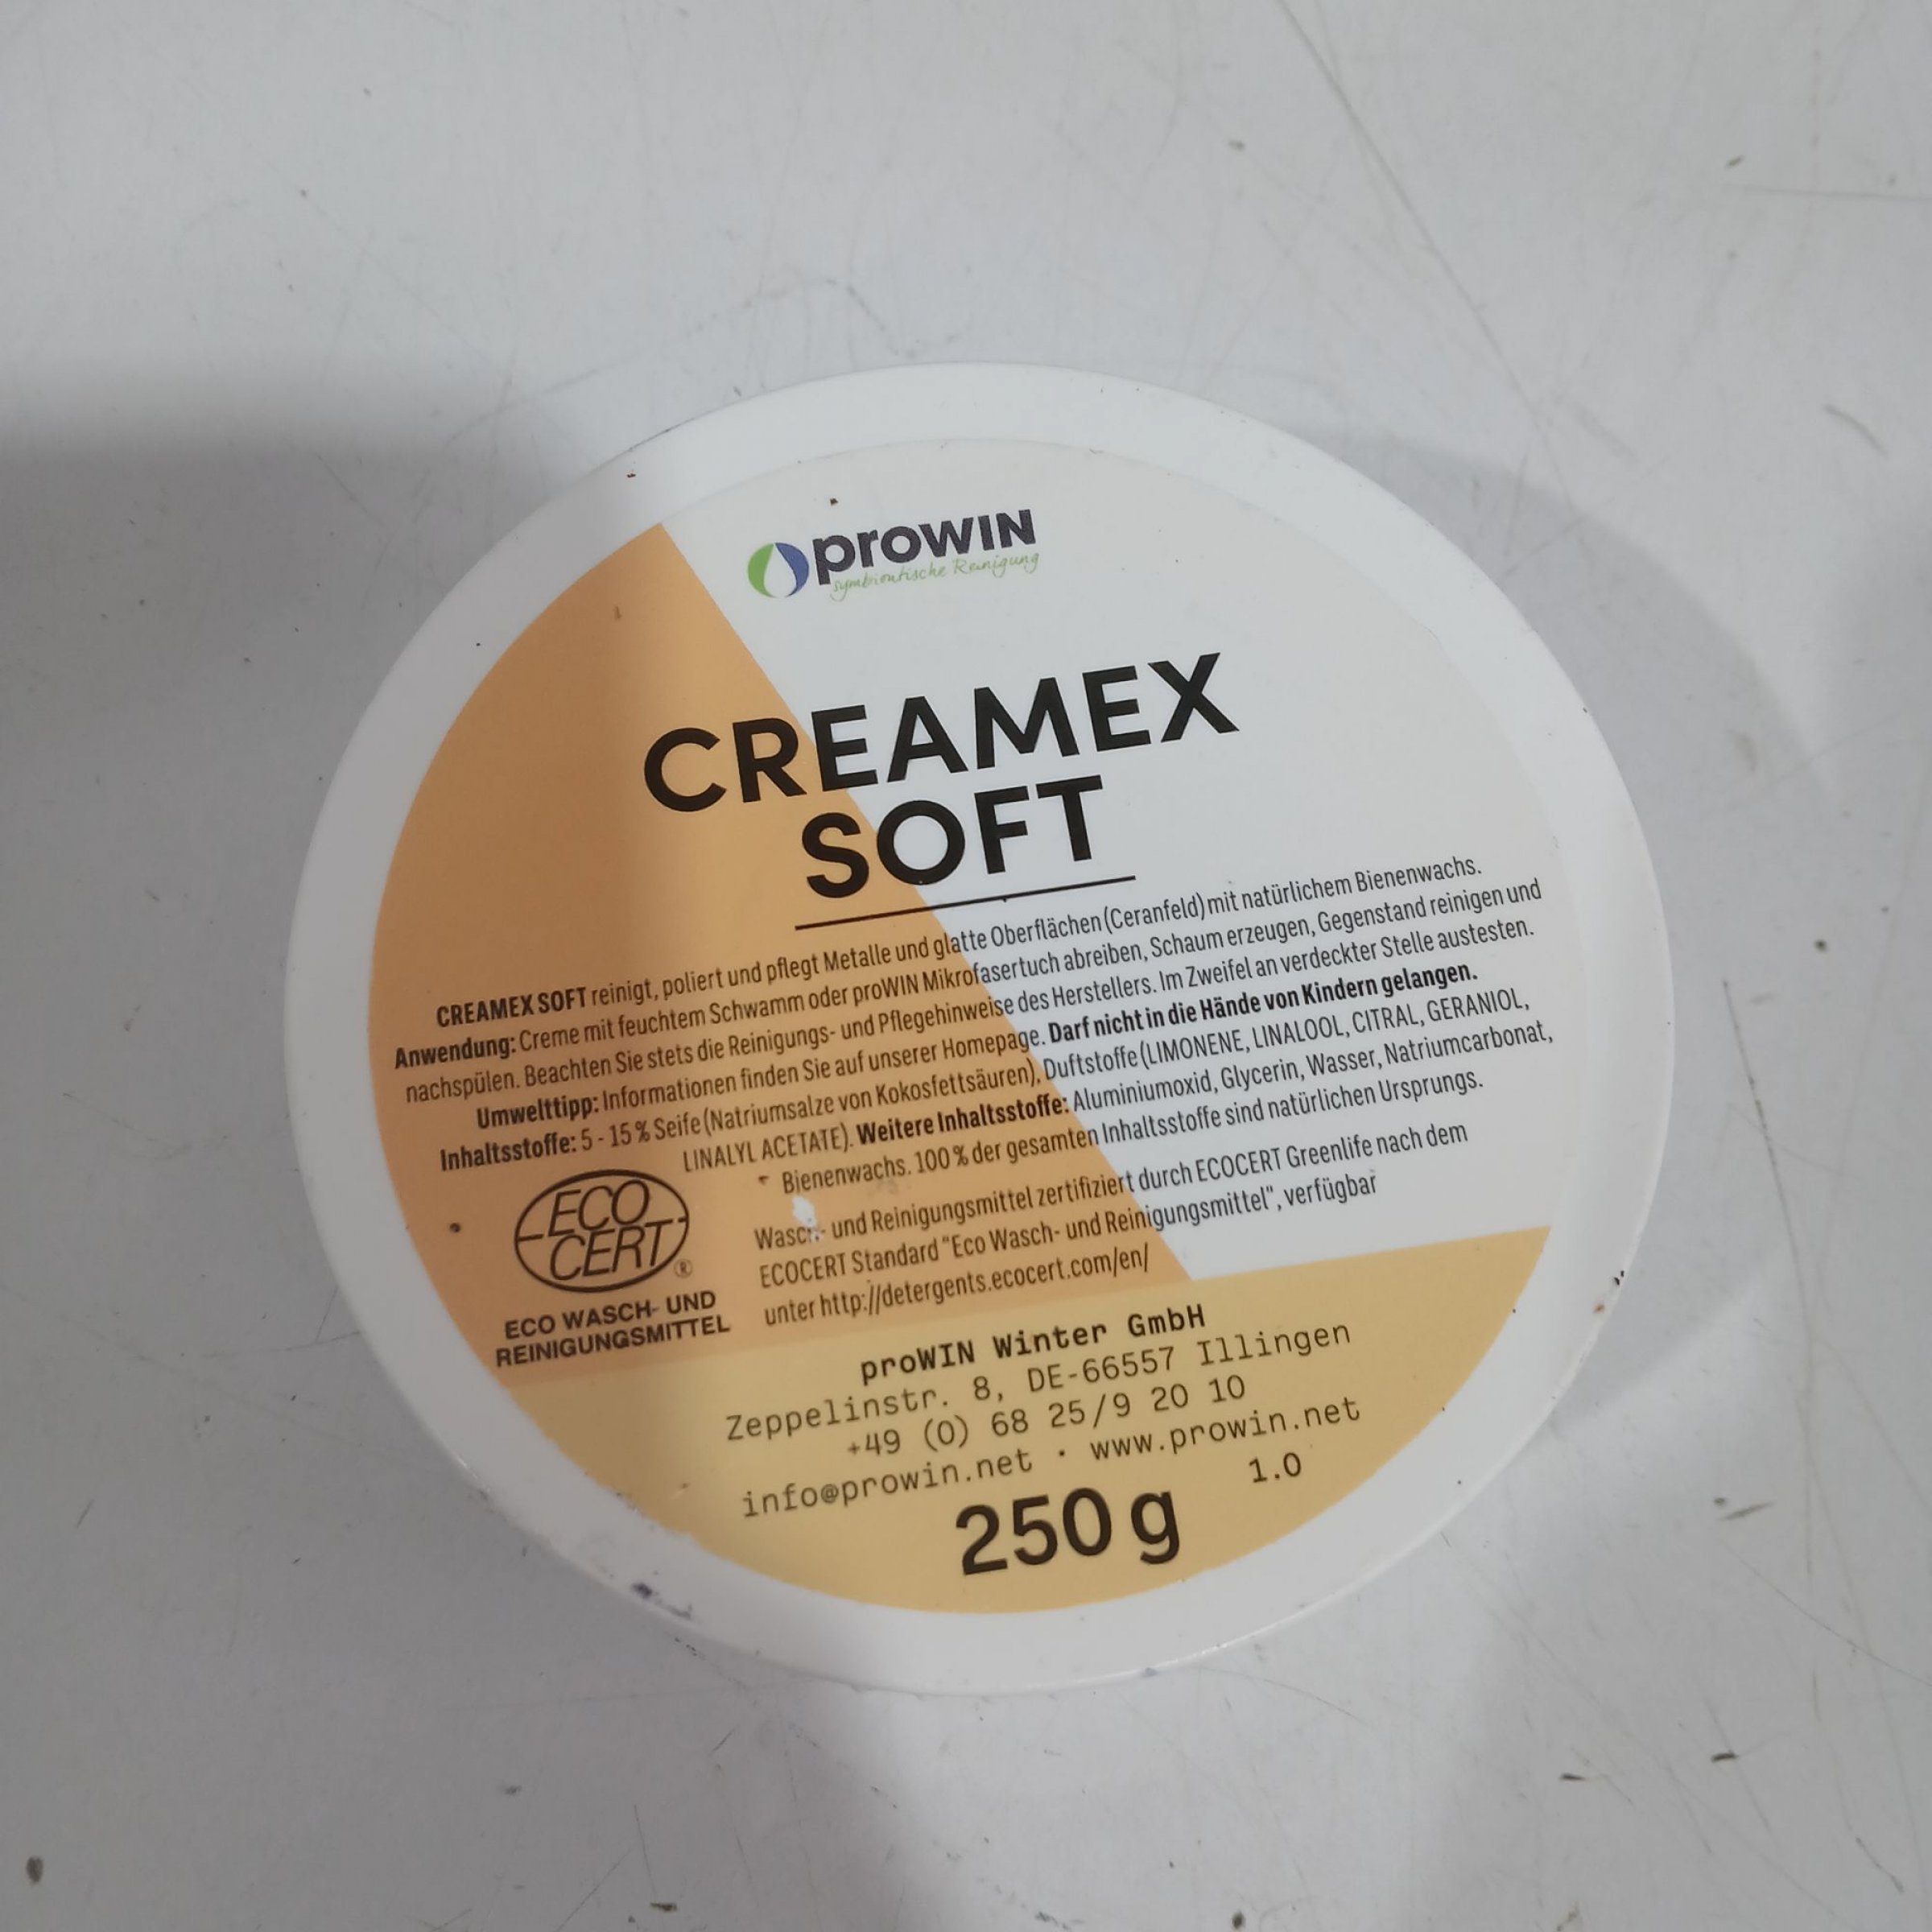 proWIN
symbiontische Reinigung
CREAMEX
SOFT
CREAMEX SOFT reinigt, poliert und pflegt Metalle und glatte Oberflächen (Ceranfeld) mit natürlichem Bienenwachs.
Anwendung: Creme mit feuchtem Schwamm oder proWIN Mikrofasertuch abreiben, Schaum erzeugen, Gegenstand reinigen und
nachspülen. Beachten Sie stets die Reinigungs- und Pflegehinweise des Herstellers. Im Zweifel an verdeckter Stelle austesten.
Umwelttipp: Informationen finden Sie auf unserer Homepage. Darf nicht in die Hände von Kindern gelangen.
Inhaltsstoffe: 5 - 15 % Seife (Natriumsalze von Kokosfettsäuren), Duftstoffe (LIMONENE, LINALOOL, CITRAL, GERANIOL,
LINALYL ACETATE). Weitere Inhaltsstoffe: Aluminiumoxid, Glycerin, Wasser, Natriumcarbonat,
Bienenwachs. 100 % der gesamten Inhaltsstoffe sind natürlichen Ursprungs.
ECO
CERT
®
ECO WASCH- UND
REINIGUNGSMITTEL
Wasch- und Reinigungsmittel zertifiziert durch ECOCERT Greenlife nach dem
ECOCERT Standard "Eco Wasch- und Reinigungsmittel", verfügbar
unter http://detergents.ecocert.com/en/
proWIN Winter GmbH
Zeppelinstr. 8, DE-66557 Illingen
+49 (0) 68 25/9 20 10
info@prowin.net · www.prowin.net
1.0
250 g